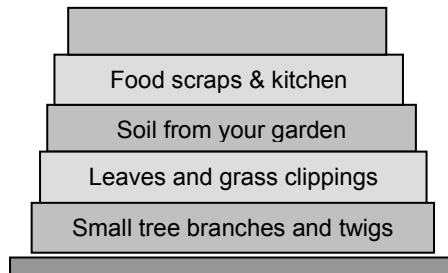 Food scraps & kitchen
Soil from your garden
Leaves and grass clippings
Small tree branches and twigs